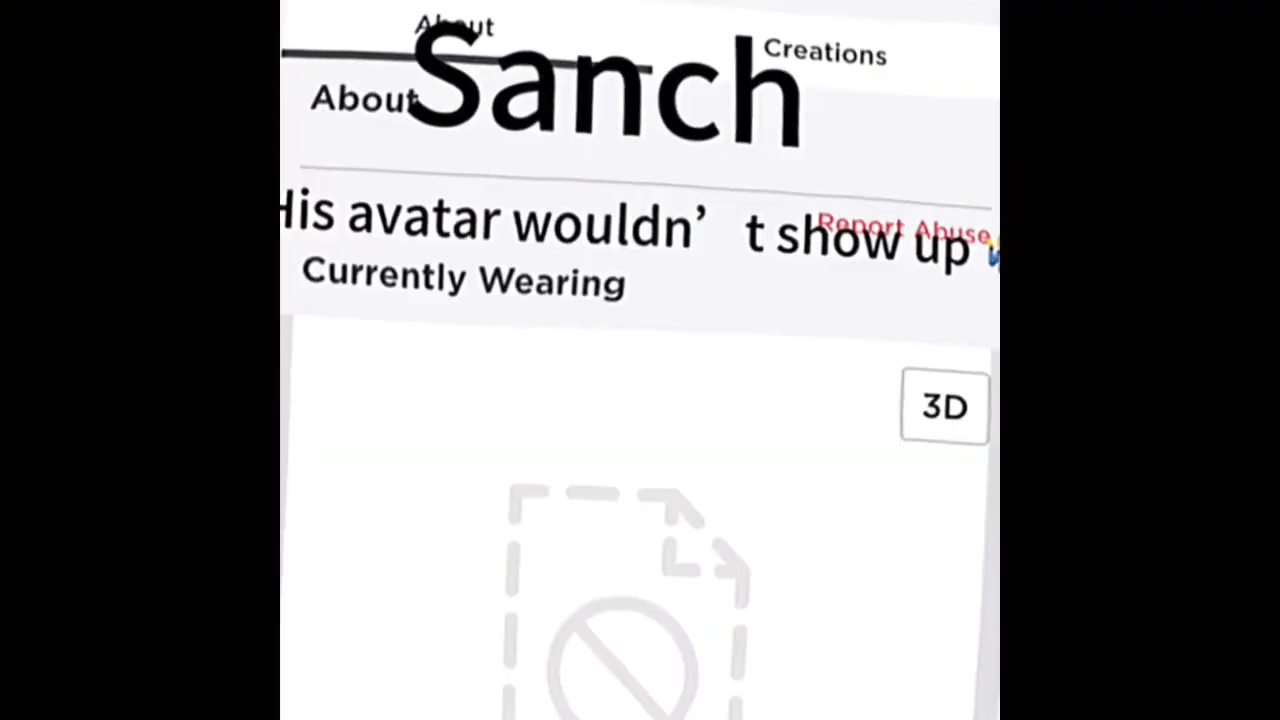 About
Creations
Sanch
About
His avatar wouldn’t show up
Report Abuse
Currently Wearing
3D